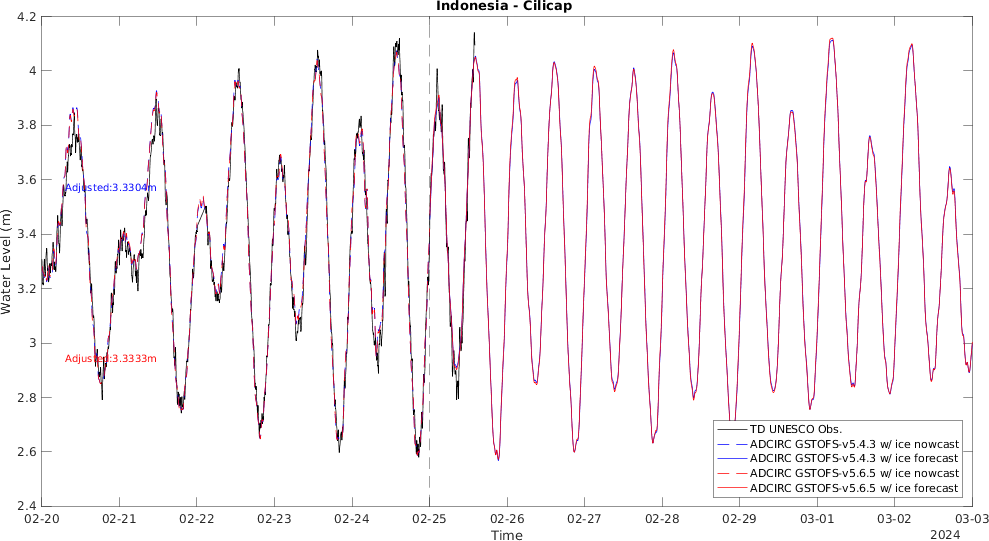 Indonesia - Cilicap
4.2
4
3.8
3.6
3.4
3.2
3
2.8
2.6
2.4
Water Level (m)
Adjusted:3.3304m
Adjusted:3.3333m
TD UNESCO Obs.
ADCIRC GSTOFS-v5.4.3 w/ ice nowcast
ADCIRC GSTOFS-v5.4.3 w/ ice forecast
ADCIRC GSTOFS-v5.6.5 w/ ice nowcast
ADCIRC GSTOFS-v5.6.5 w/ ice forecast
02-20 02-21 02-22 02-23 02-24 02-25 02-26 02-27 02-28 02-29 03-01 03-02 03-03
Time
2024